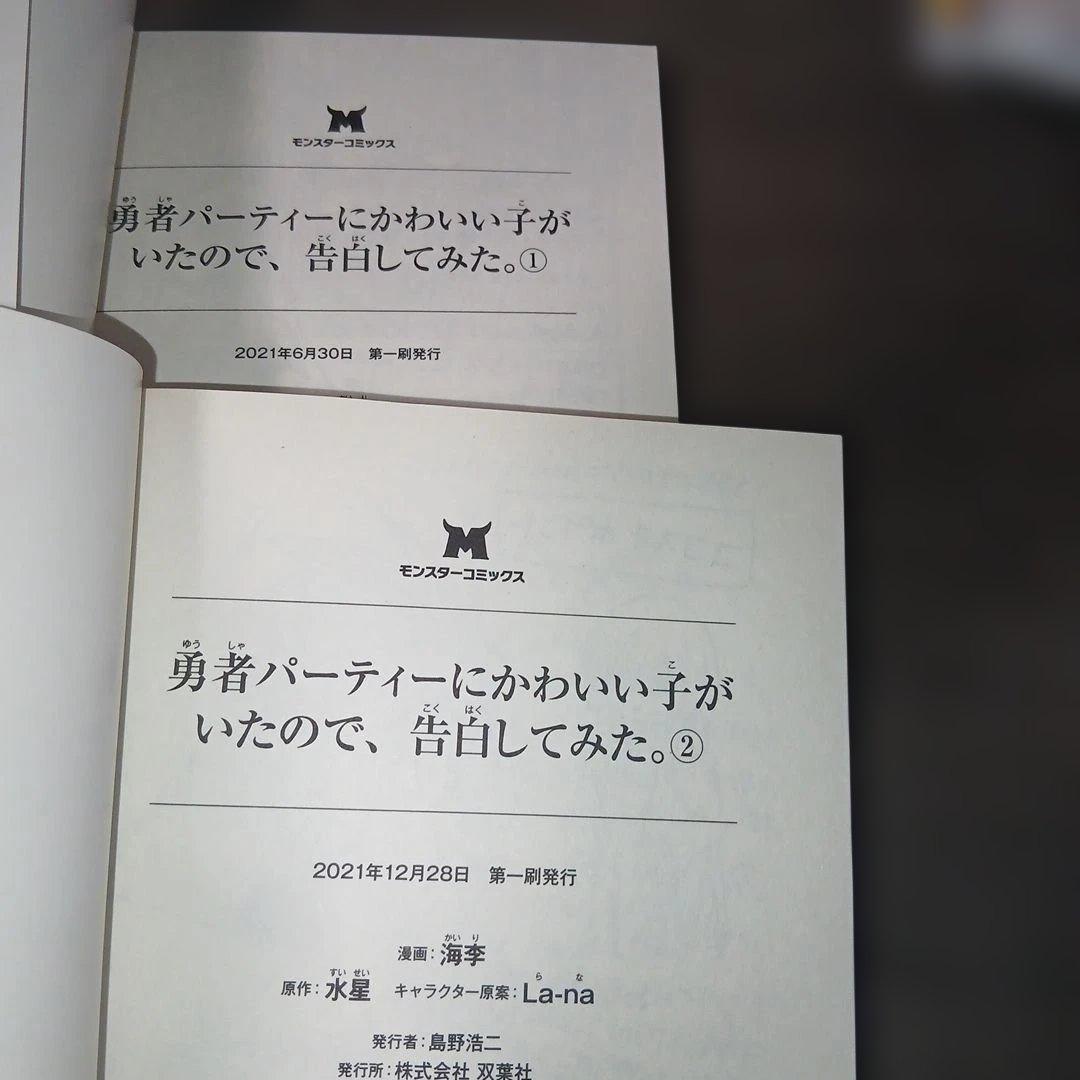 モンスターコミックス
勇者パーティーにかわいい子が
いたので、告白してみた。①
2021年6月30日 第一刷発行
モンスターコミックス
勇者パーティーにかわいい子が
いたので、告白してみた。②
2021年12月28日 第一刷発行
漫画:海李
原作:水星 キャラクター原案:La-na
発行者:島野浩二
発行所:株式会社 双葉社